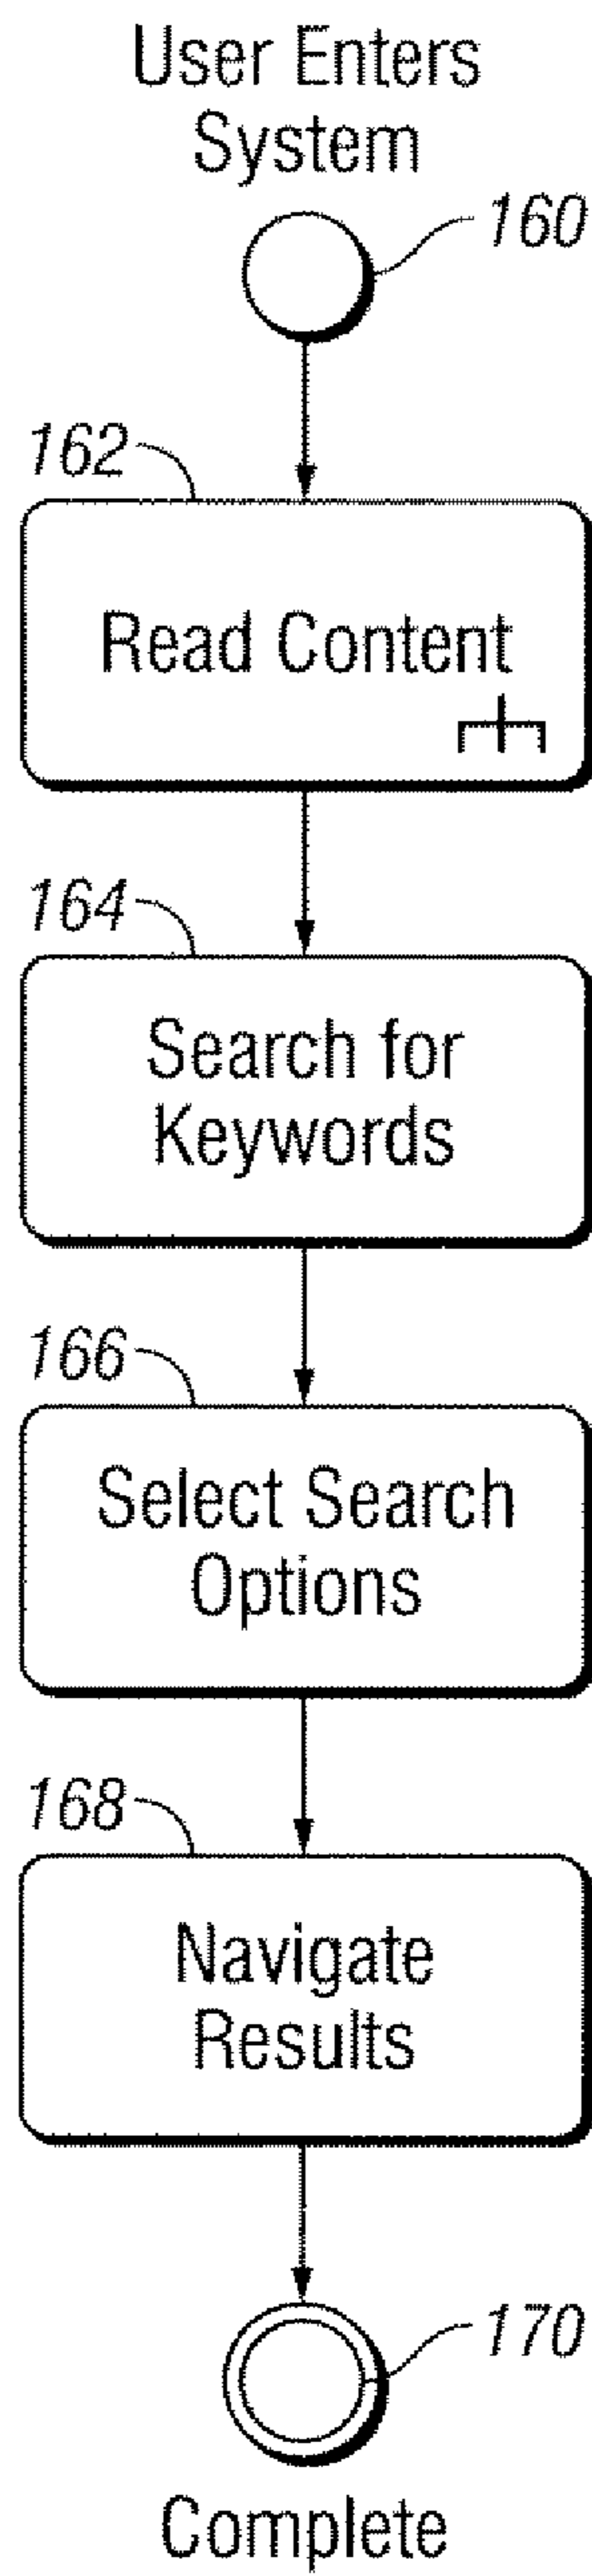 User Enters
System
160
162
Read Content
164
Search for
Keywords
166
Select Search
Options
168
Navigate
Results
170
Complete